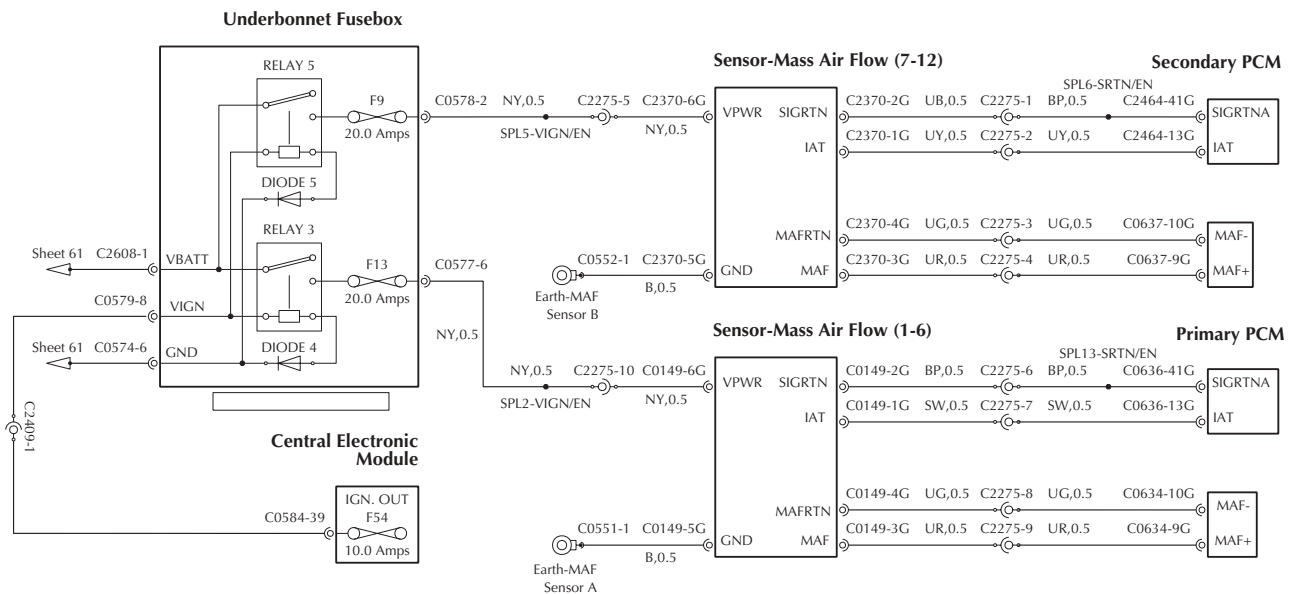 Underbonnet Fusebox
RELAY 5
F9
20.0 Amps
DIODE 5
RELAY 3
F13
20.0 Amps
DIODE 4
VBATT
VIGN
GND
Sheet 61 C2608-1
C0579-8
Sheet 61 C0574-6
C2409-1
C0578-2 NY,0.5 C2275-5 C2370-6G
SPL5-VIGN/EN NY,0.5
C0577-6
NY,0.5
NY,0.5 C2275-10 C0149-6G
SPL2-VIGN/EN NY,0.5
Central Electronic
Module
IGN. OUT
F54
10.0 Amps
C0584-39
Sensor-Mass Air Flow (7-12)
VPWR SIGRTN
IAT
MAFRTN
GND MAF
C0552-1 C2370-5G
B,0.5
Earth-MAF
Sensor B
Secondary PCM
SPL6-SRTN/EN
C2370-2G UB,0.5 C2275-1 BP,0.5 C2464-41G
SIGRTNA
C2370-1G UY,0.5 C2275-2 UY,0.5 C2464-13G
IAT
C2370-4G UG,0.5 C2275-3 UG,0.5 C0637-10G
MAF-
C2370-3G UR,0.5 C2275-4 UR,0.5 C0637-9G
MAF+
Sensor-Mass Air Flow (1-6)
VPWR SIGRTN
IAT
MAFRTN
GND MAF
C0551-1 C0149-5G
B,0.5
Earth-MAF
Sensor A
Primary PCM
SPL13-SRTN/EN
C0149-2G BP,0.5 C2275-6 BP,0.5 C0636-41G
SIGRTNA
C0149-1G SW,0.5 C2275-7 SW,0.5 C0636-13G
IAT
C0149-4G UG,0.5 C2275-8 UG,0.5 C0634-10G
MAF-
C0149-3G UR,0.5 C2275-9 UR,0.5 C0634-9G
MAF+